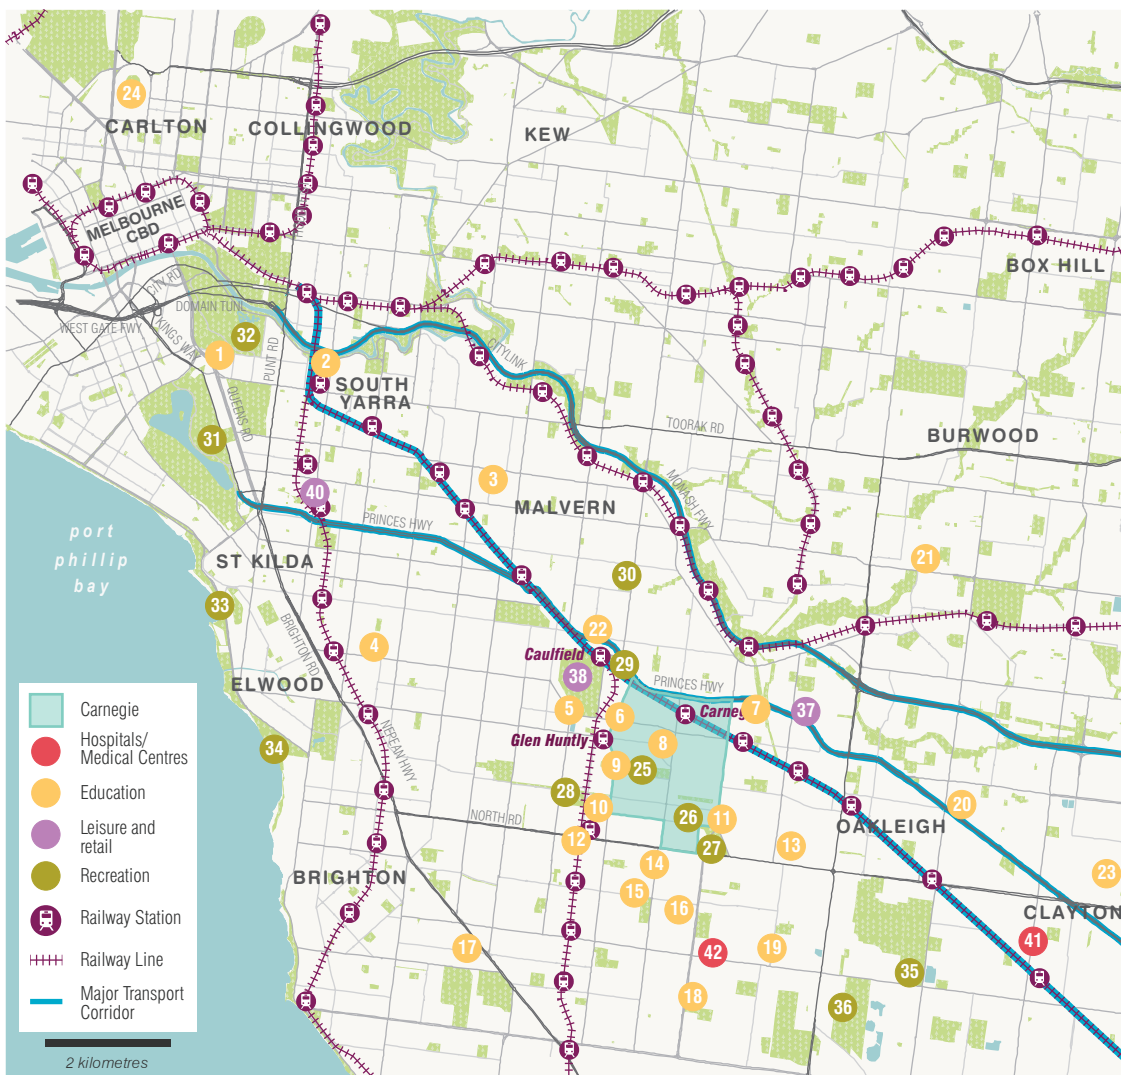 24
CARLTON
COLLINGWOOD
KEW
MELBOURNE
CBD
BOX HILL
CITY RD
DOMAIN TUNL
WEST GATE FWY
KINGS WAY
32
1
PUNT RD
2
CITYLINK
SOUTH
YARRA
QUEENS RD
31
TOORAK RD
BURWOOD
3
40
MALVERN
MONASH FWY
PRINCES HWY
port
phillip
bay
ST KILDA
21
30
33
BRIGHTON RD
22
4
Caulfield
29
38
PRINCES HWY
ELWOOD
5
6
Carneg
7
37
NEPEAN HWY
Glen Huntly
8
34
9
25
28
10
20
NORTH RD
26
11
OAKLEIGH
12
27
13
14
23
BRIGHTON
15
16
CLAYTON
17
42
19
41
35
18
36
Carnegie
Hospitals/
Medical Centres
Education
Leisure and
retail
Recreation
Railway Station
Railway Line
Major Transport
Corridor
2 kilometres